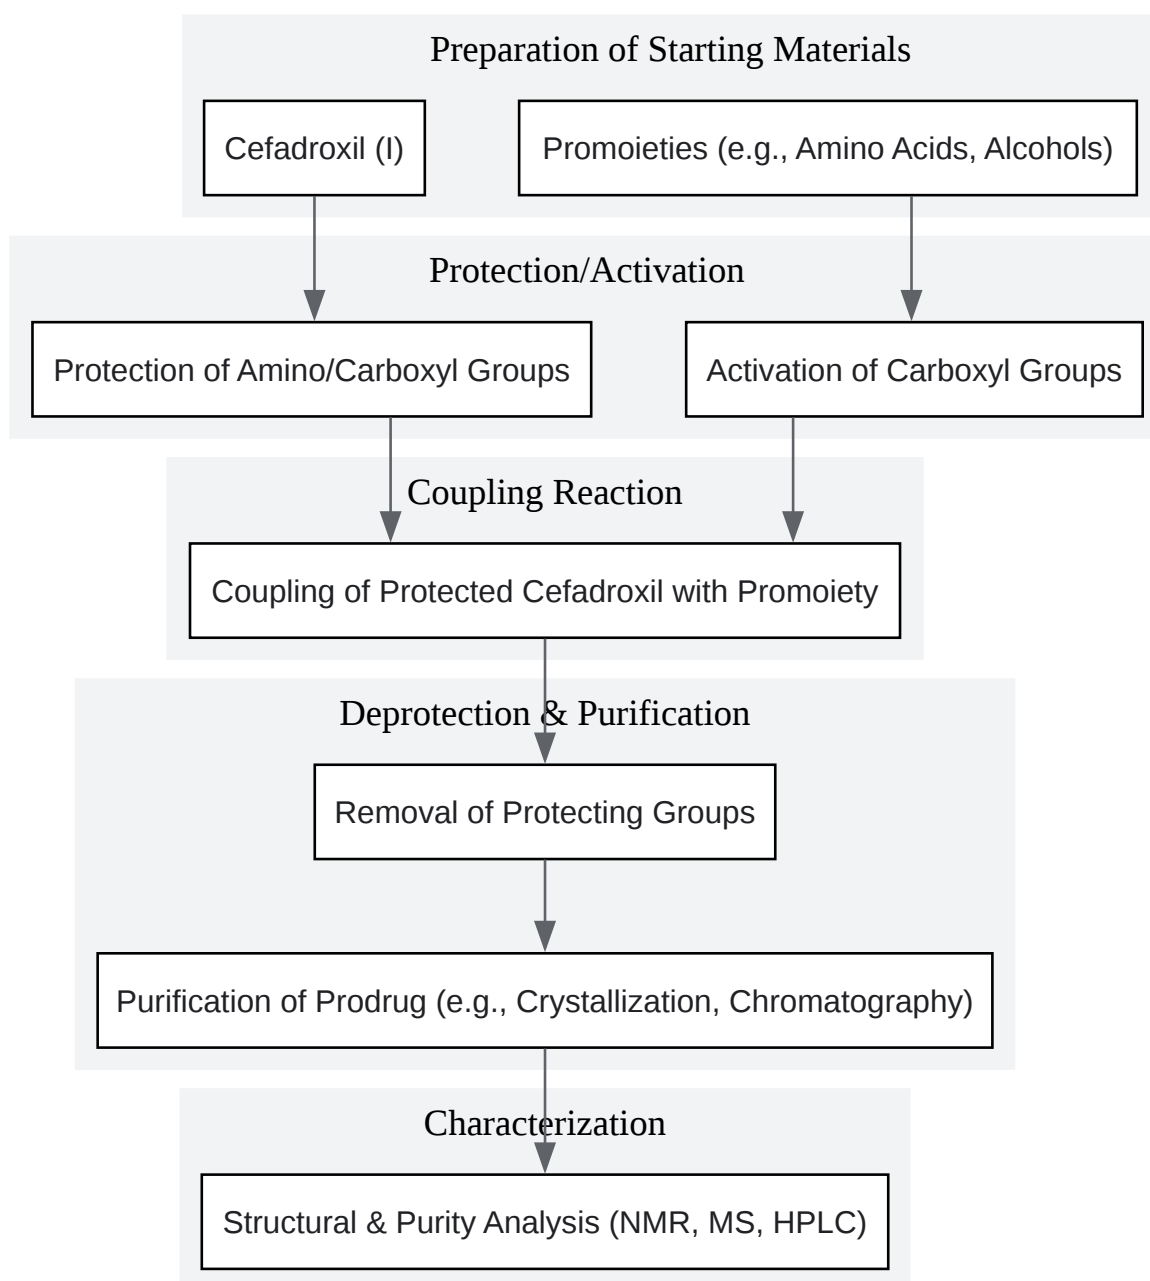 Preparation of Starting Materials
Cefadroxil (I)
Promoieties (e.g., Amino Acids, Alcohols)
Protection/Activation
Protection of Amino/Carboxyl Groups
Activation of Carboxyl Groups
Coupling Reaction
Coupling of Protected Cefadroxil with Promoiety
Deprotection & Purification
Removal of Protecting Groups
Purification of Prodrug (e.g., Crystallization, Chromatography)
Characterization
Structural & Purity Analysis (NMR, MS, HPLC)